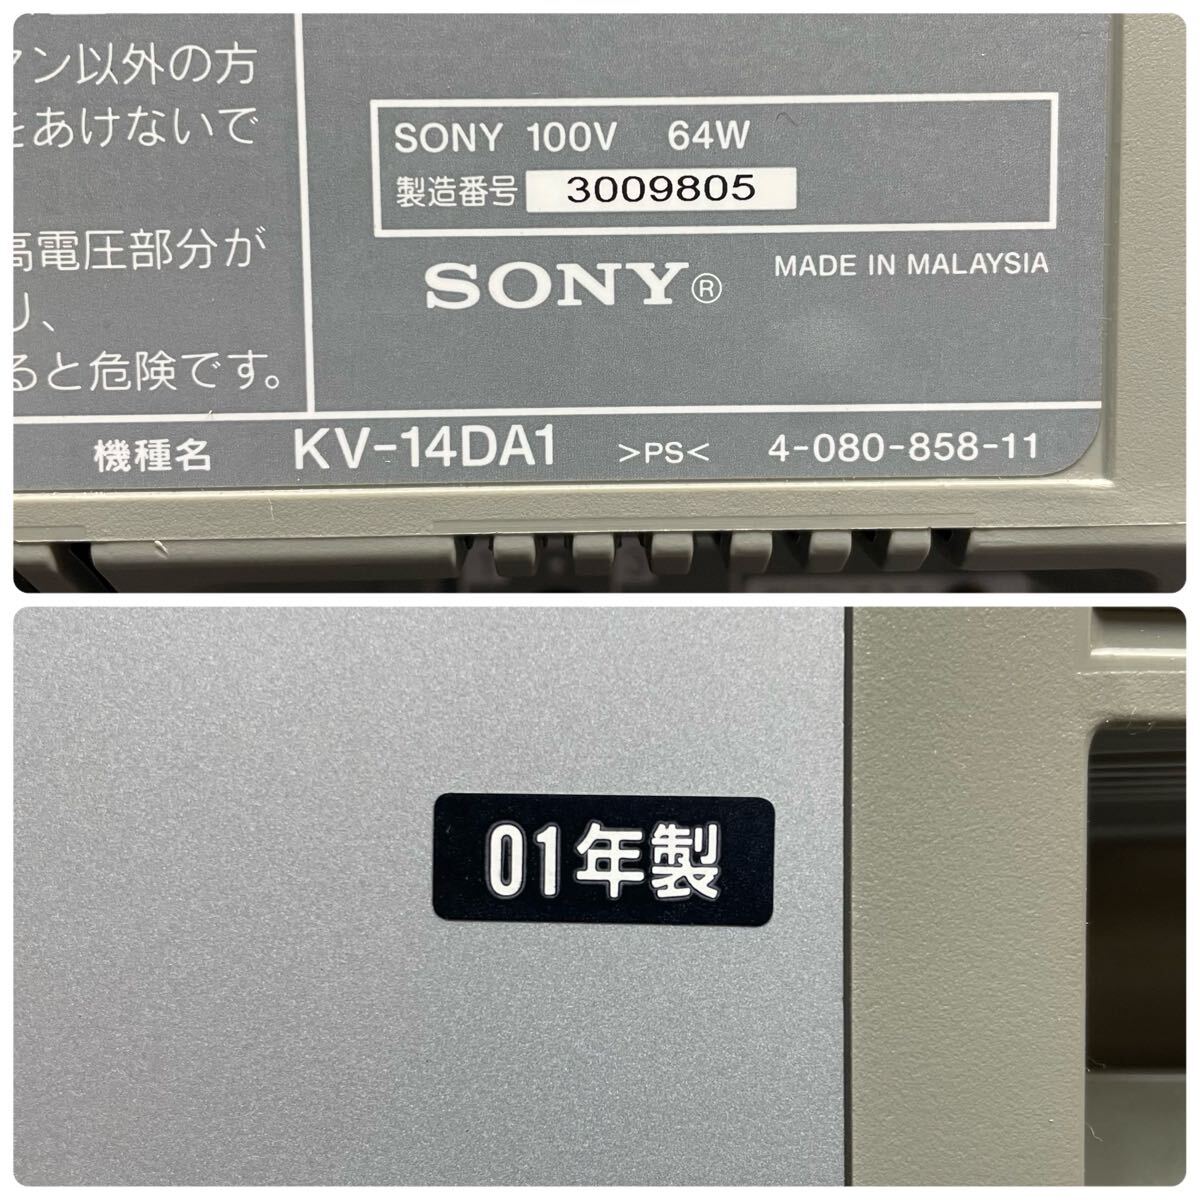 マン以外の方
をあけないで
高電圧部分が
り、
ると危険です。
SONY 100V 64W
製造番号 3009805
SONY® MADE IN MALAYSIA
機種名 KV-14DA1 >PS< 4-080-858-11
01年製